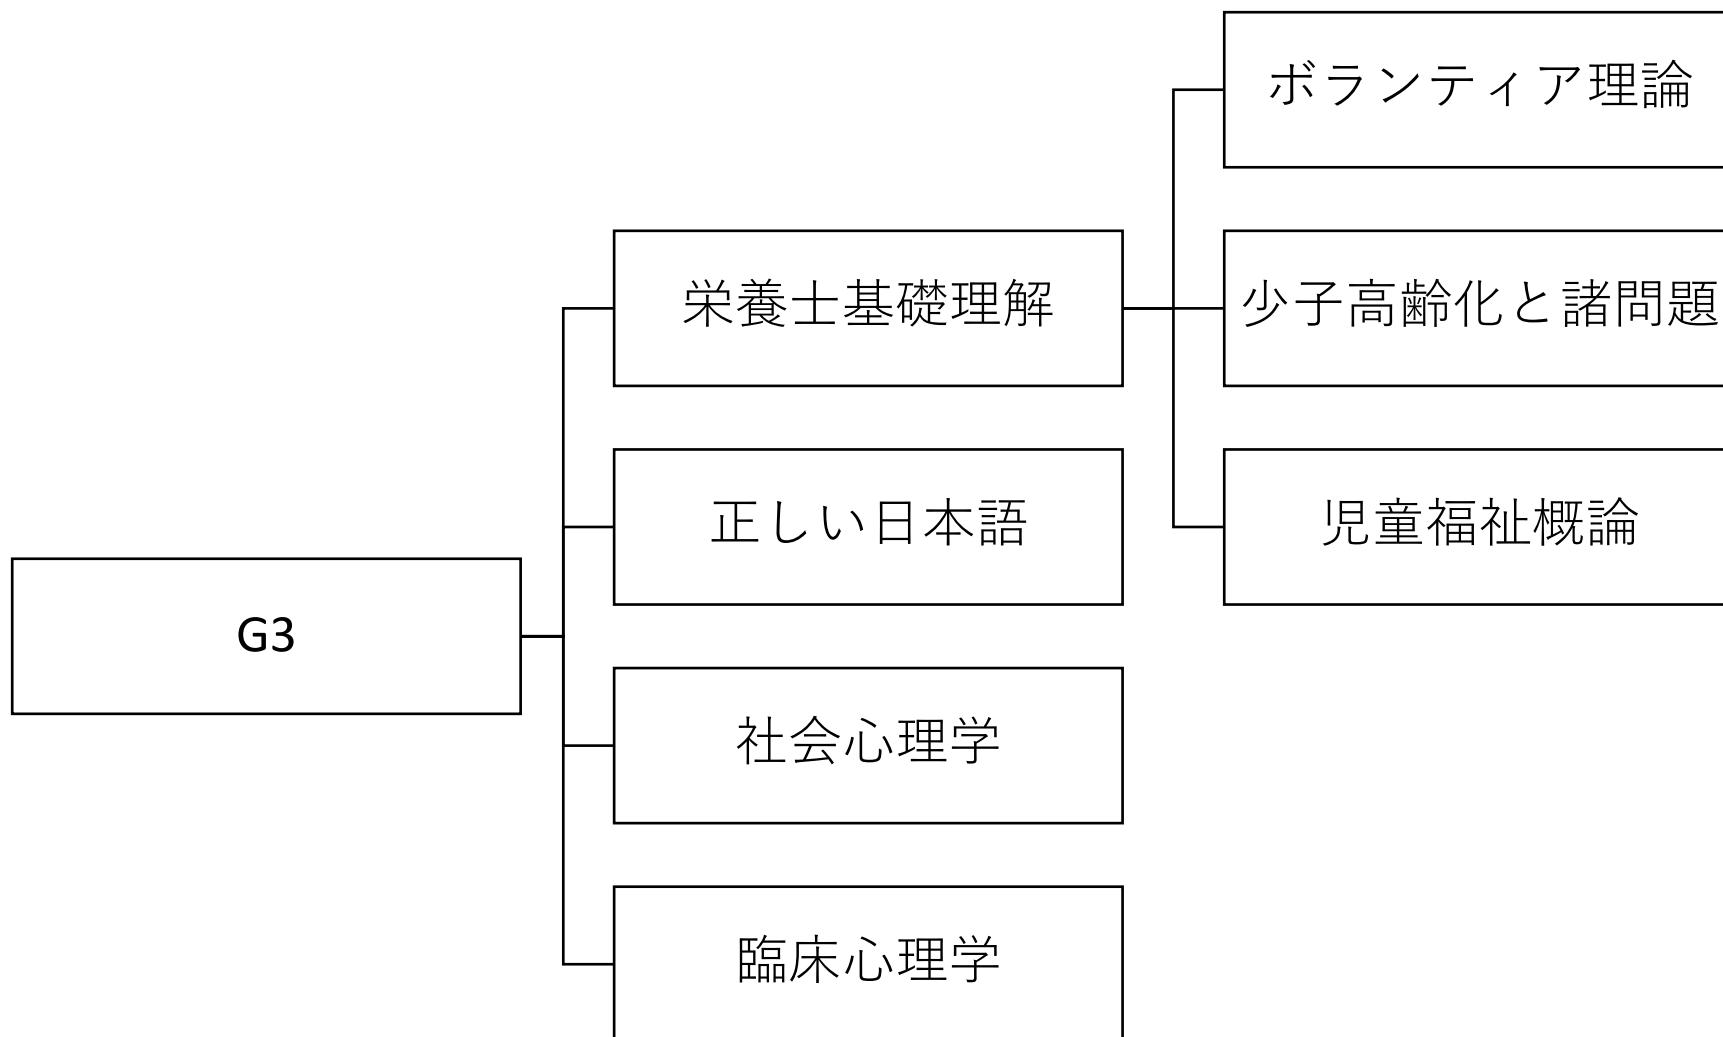 G3
栄養士基礎理解
正しい日本語
社会心理学
臨床心理学
ボランティア理論
少子高齢化と諸問題
児童福祉概論